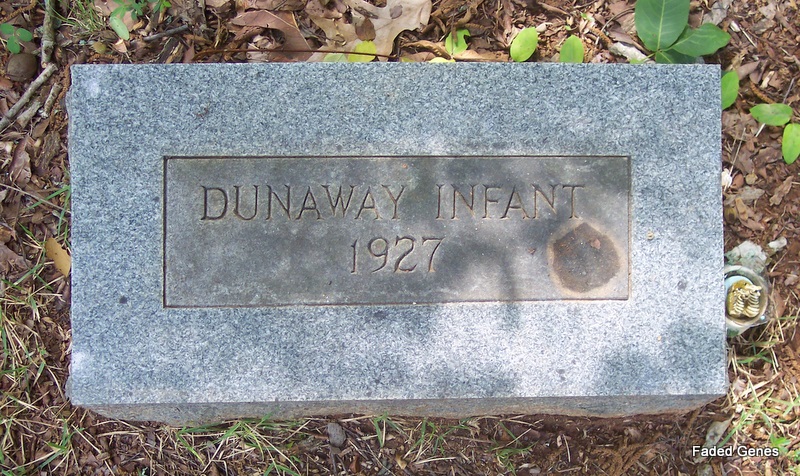 DUNAWAY INFANT
1927
Faded Genes